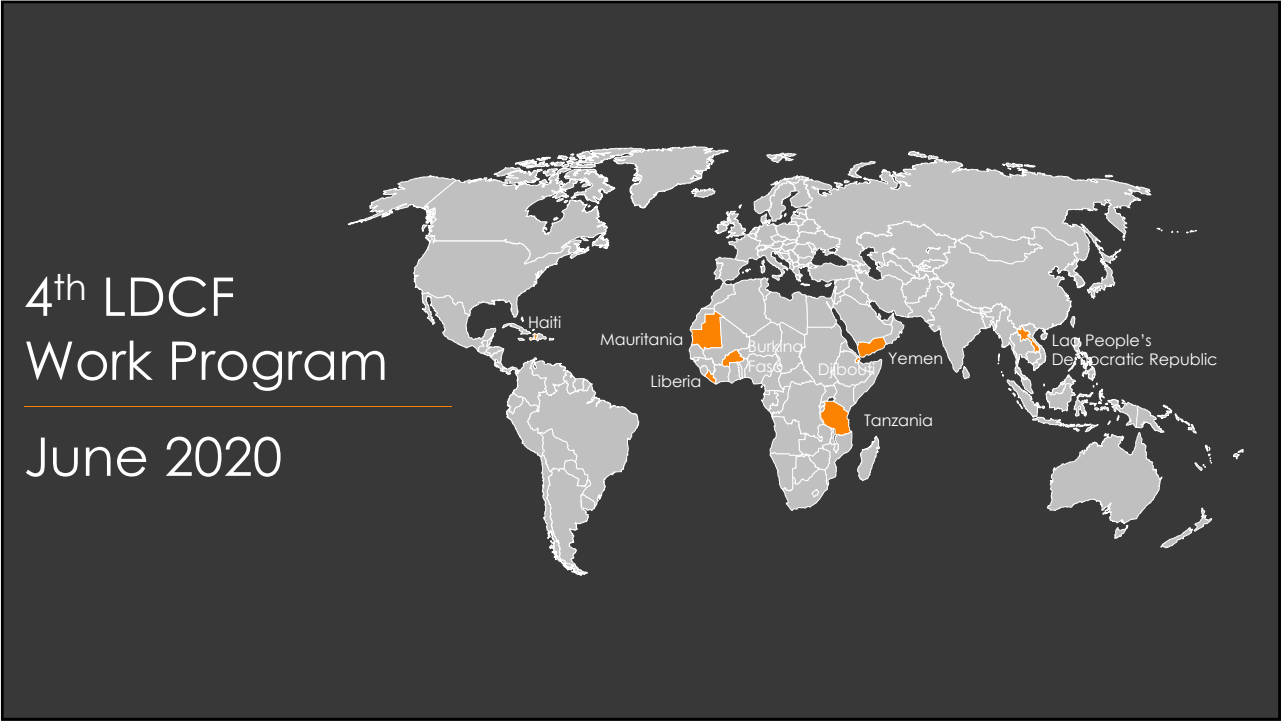 4th LDCF
Work Program
June 2020
Haiti
Mauritania
Burkina
Faso
Liberia
Djibouti
Yemen
Tanzania
Lao People's
Democratic Republic